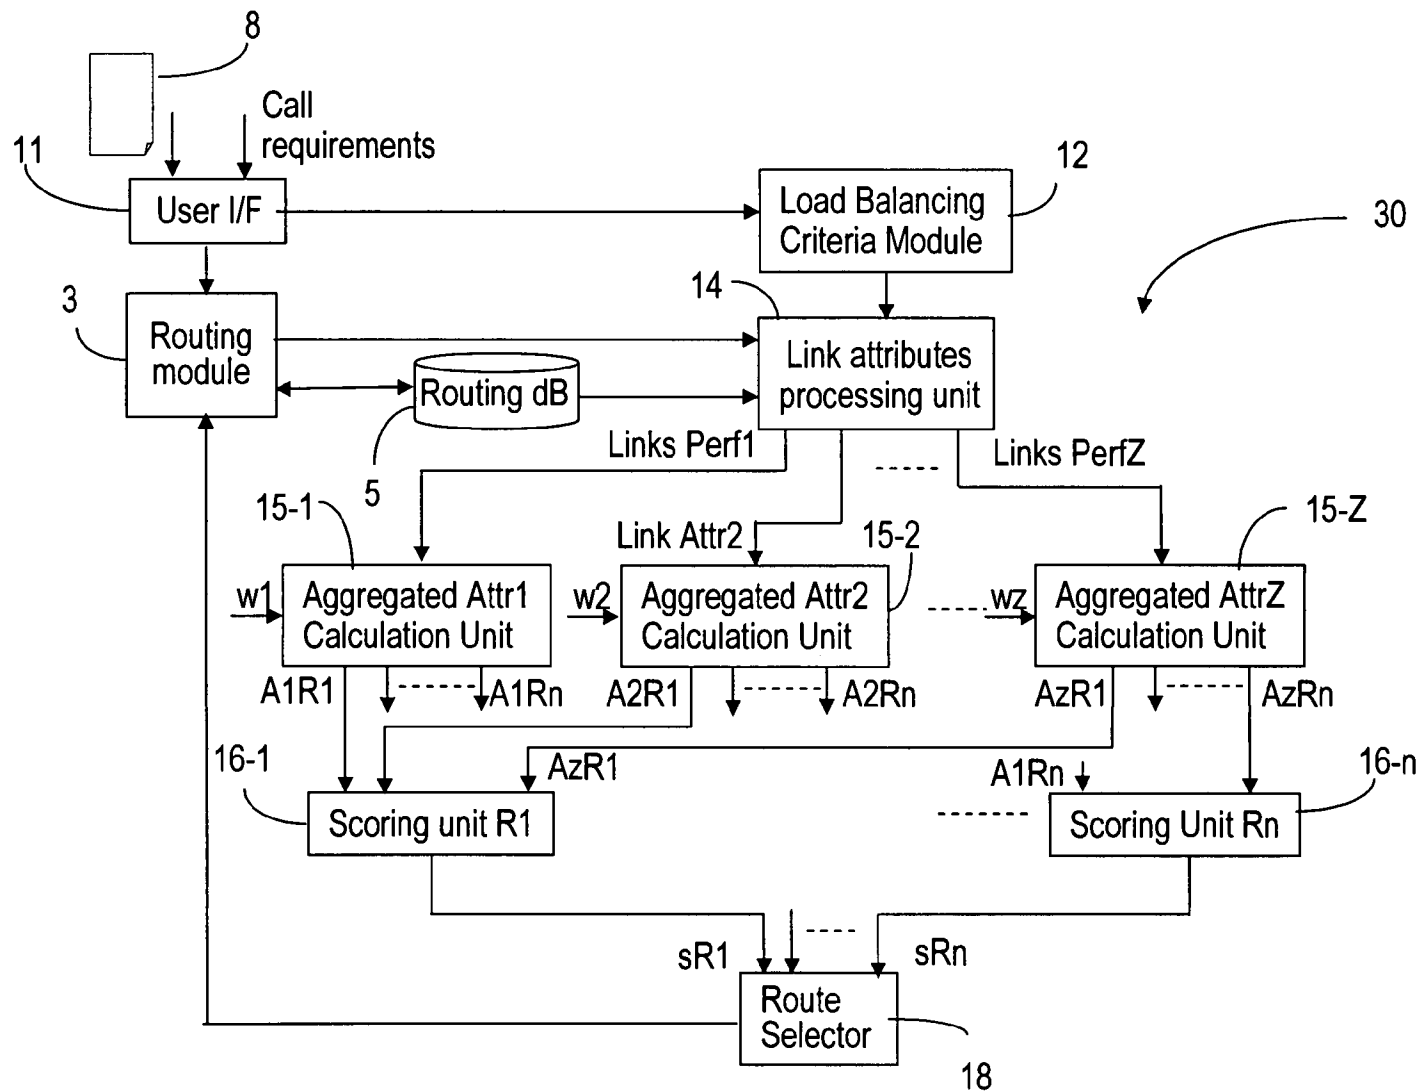 8
Call
requirements
11
User I/F
12
Load Balancing
Criteria Module
30
3
Routing
module
14
Link attributes
processing unit
Routing dB
5
Links Perf1
Links PerfZ
15-1
Link Attr2
15-2
15-Z
w1
Aggregated Attr1
Calculation Unit
w2
Aggregated Attr2
Calculation Unit
wz
Aggregated AttrZ
Calculation Unit
A1R1
A1Rn
A2R1
A2Rn
AzR1
AzRn
16-1
AzR1
A1Rn
16-n
Scoring unit R1
Scoring Unit Rn
sR1
sRn
Route
Selector
18